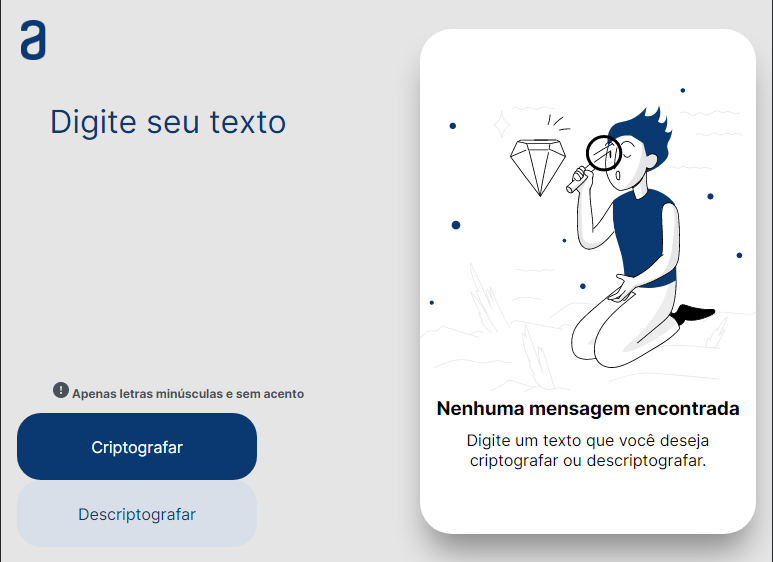 a
Digite seu texto
Apenas letras minúsculas e sem acento
Criptografar
Descriptografar
Nenhuma mensagem encontrada
Digite um texto que você deseja
criptografar ou descriptografar.